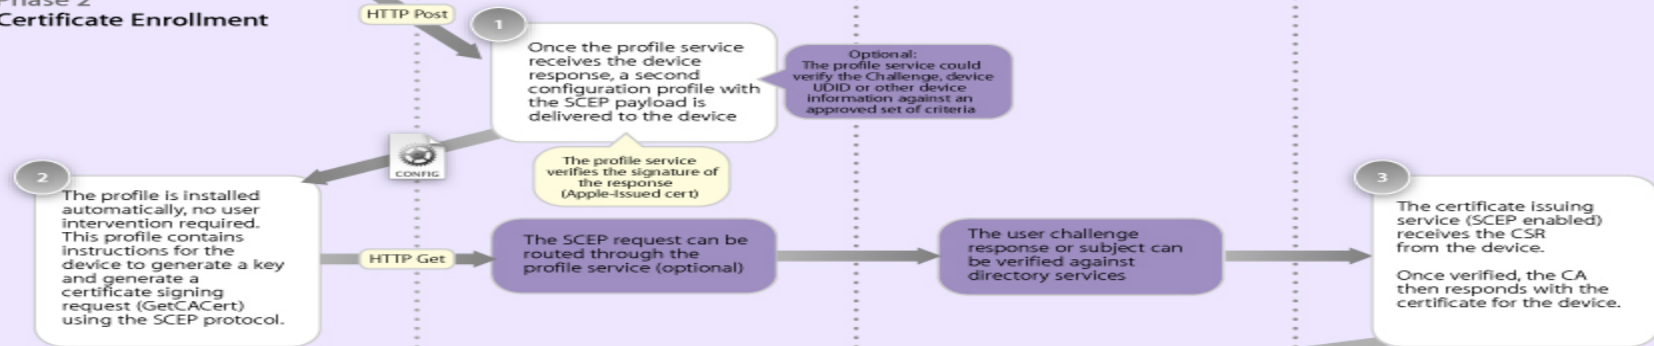 Phase 2
Certificate Enrollment
HTTP Post
1
Once the profile service
receives the device
response, a second
configuration profile with
the SCEP payload is
delivered to the device
Optional:
The profile service could
verify the Challenge, device
UDID or other device
information against an
approved set of criteria
CONFIG
The profile service
verifies the signature of
the response
(Apple-issued cert)
2
The profile is installed
automatically, no user
intervention required.
This profile contains
instructions for the
device to generate a key
and generate a
certificate signing
request (GetCACert)
using the SCEP protocol.
HTTP Get
The SCEP request can be
routed through the
profile service (optional)
The user challenge
response or subject can
be verified against
directory services
3
The certificate issuing
service (SCEP enabled)
receives the CSR
from the device.
Once verified, the CA
then responds with the
certificate for the device.